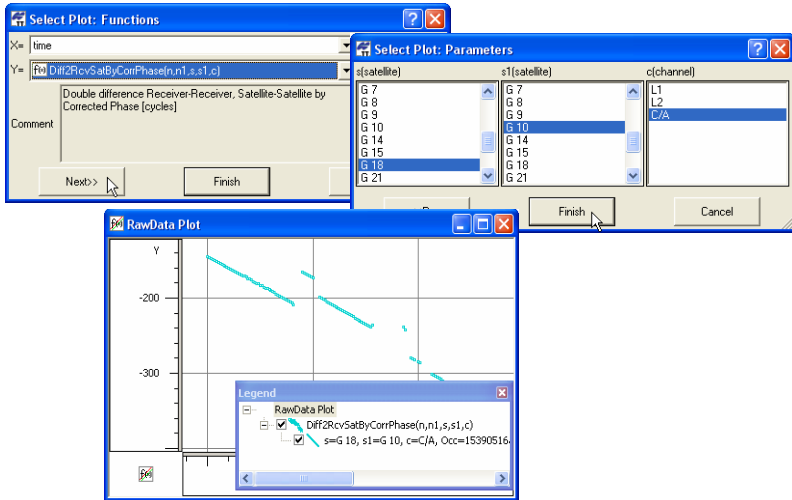 Select Plot: Functions
X= time
Y= f(x) Diff2RcvSatByCorrPhase(n,n1,s,s1,c)
Comment
Double difference Receiver-Receiver, Satellite-Satellite by
Corrected Phase [cycles]
Next>>
Finish
Select Plot: Parameters
s(satellite)
G 7
G 8
G 9
G 10
G 14
G 15
G 18
G 21
s1(satellite)
G 7
G 8
G 9
G 10
G 14
G 15
G 18
G 21
c(channel)
L1
L2
C/A
Finish
Cancel
RawData Plot
Y
-200
-300
Legend
RawData Plot
Diff2RcvSatByCorrPhase(n,n1,s,s1,c)
s=G 18, s1=G 10, c=C/A, Occ=15390516